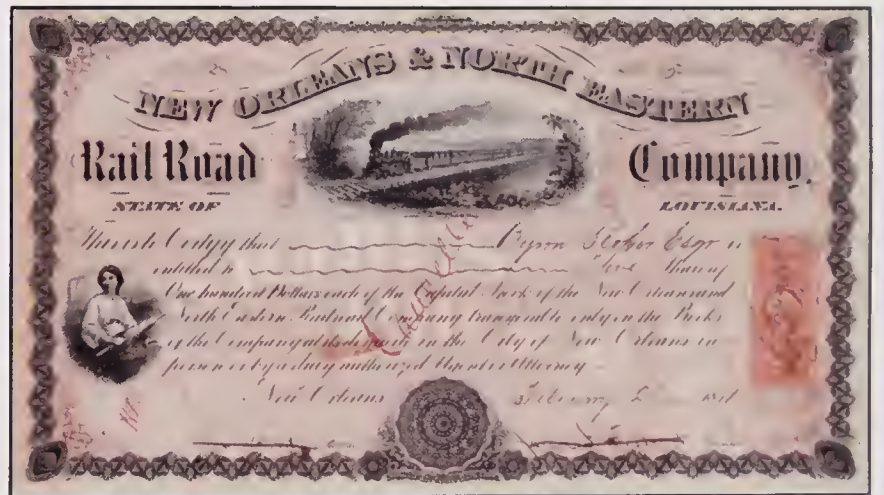 NEW ORLEANS & NORTH EASTERN
Rail Road Company,
STATE OF LOUISIANA.
This is to Certify that Byron Esqr is
entitled to Shares of
One hundred Dollars each of the Capital Stock of the New Orleans and
North Eastern Railroad Company transferable only on the Books
of the Company at its Office in the City of New Orleans in
person or by a duly authorized Attorney
New Orleans February
Cancelled